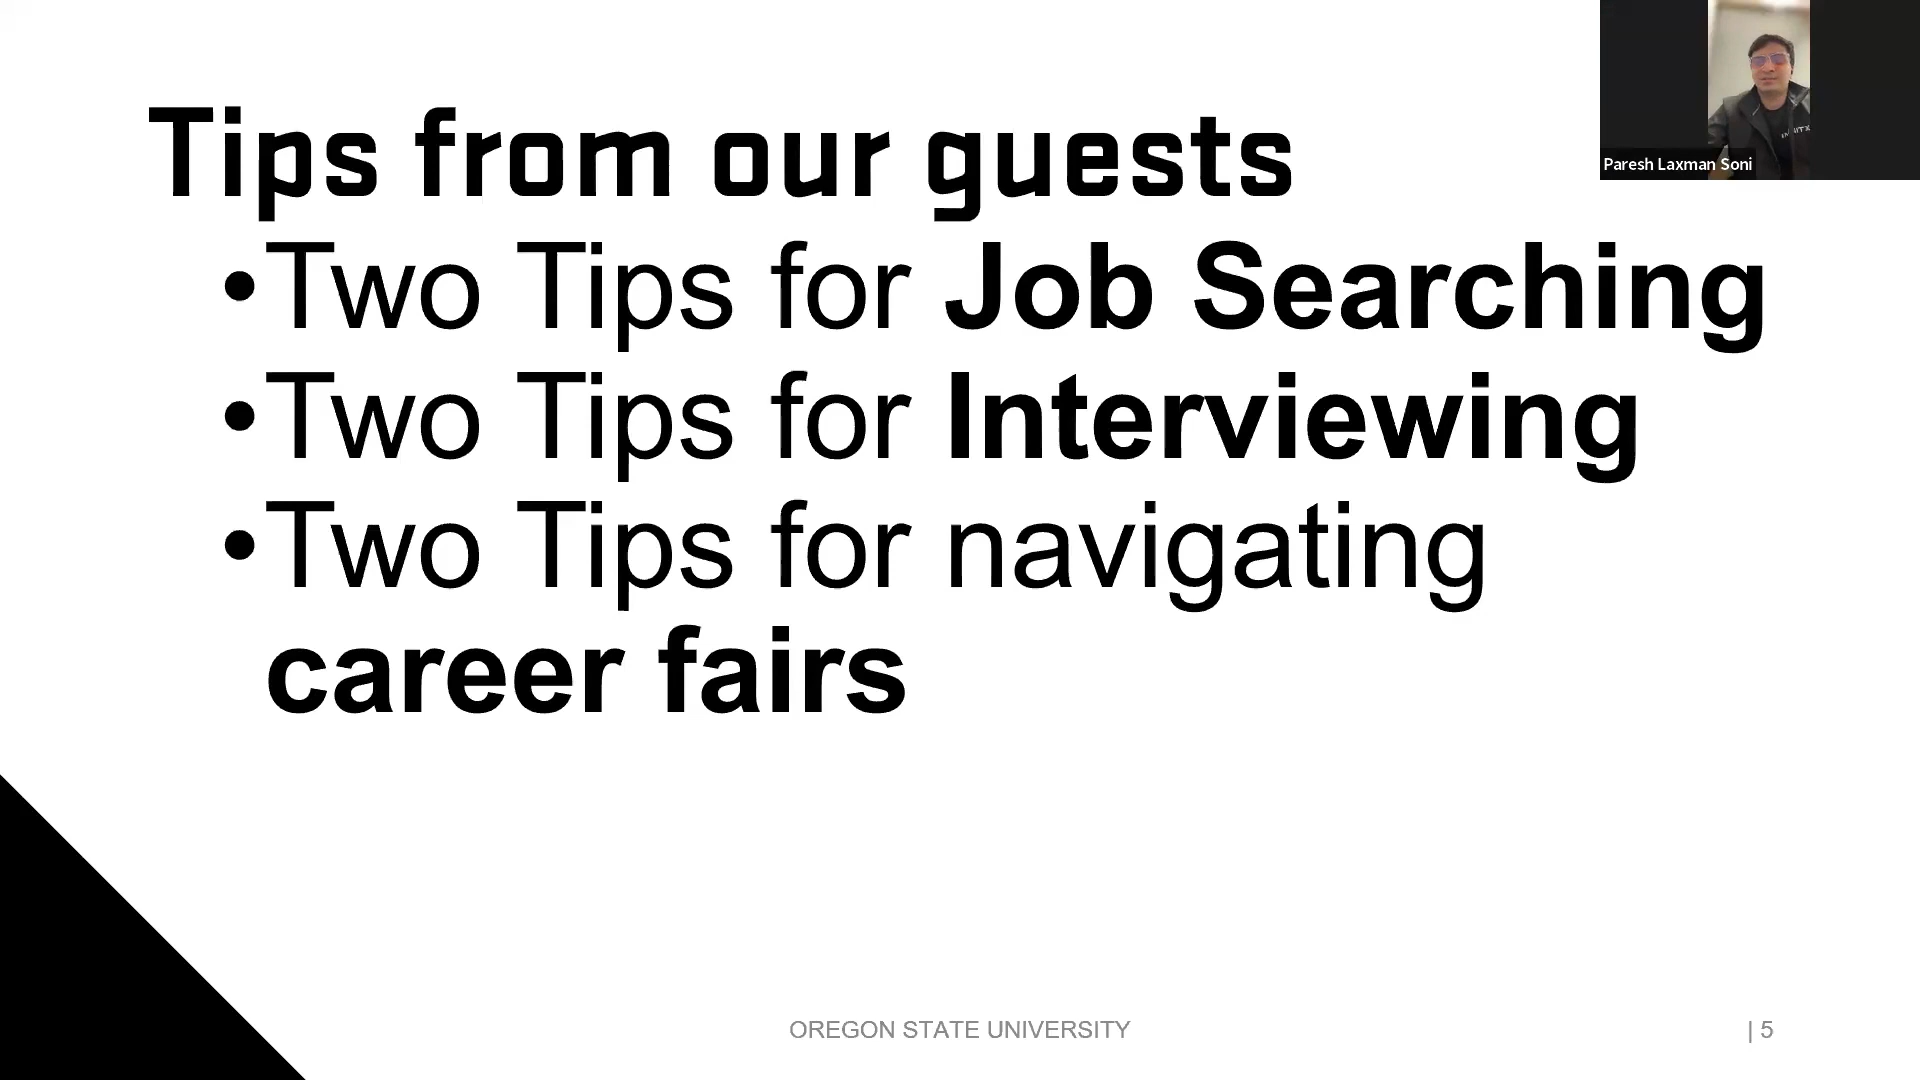 Tips from our guests
•Two Tips for Job Searching
•Two Tips for Interviewing
•Two Tips for navigating
career fairs
Paresh Laxman Soni
OREGON STATE UNIVERSITY
| 5